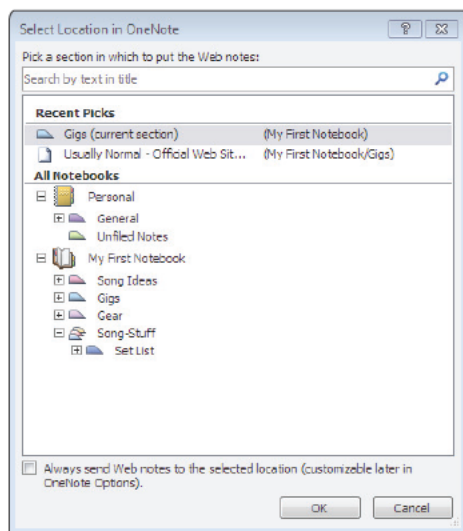 Select Location in OneNote
Pick a section in which to put the Web notes:
Search by text in title
Recent Picks
Gigs (current section) (My First Notebook)
Usually Normal - Official Web Sit... (My First Notebook/Gigs)
All Notebooks
Personal
General
Unfiled Notes
My First Notebook
Song Ideas
Gigs
Gear
Song-Stuff
Set List
Always send Web notes to the selected location (customizable later in
OneNote Options).
OK Cancel